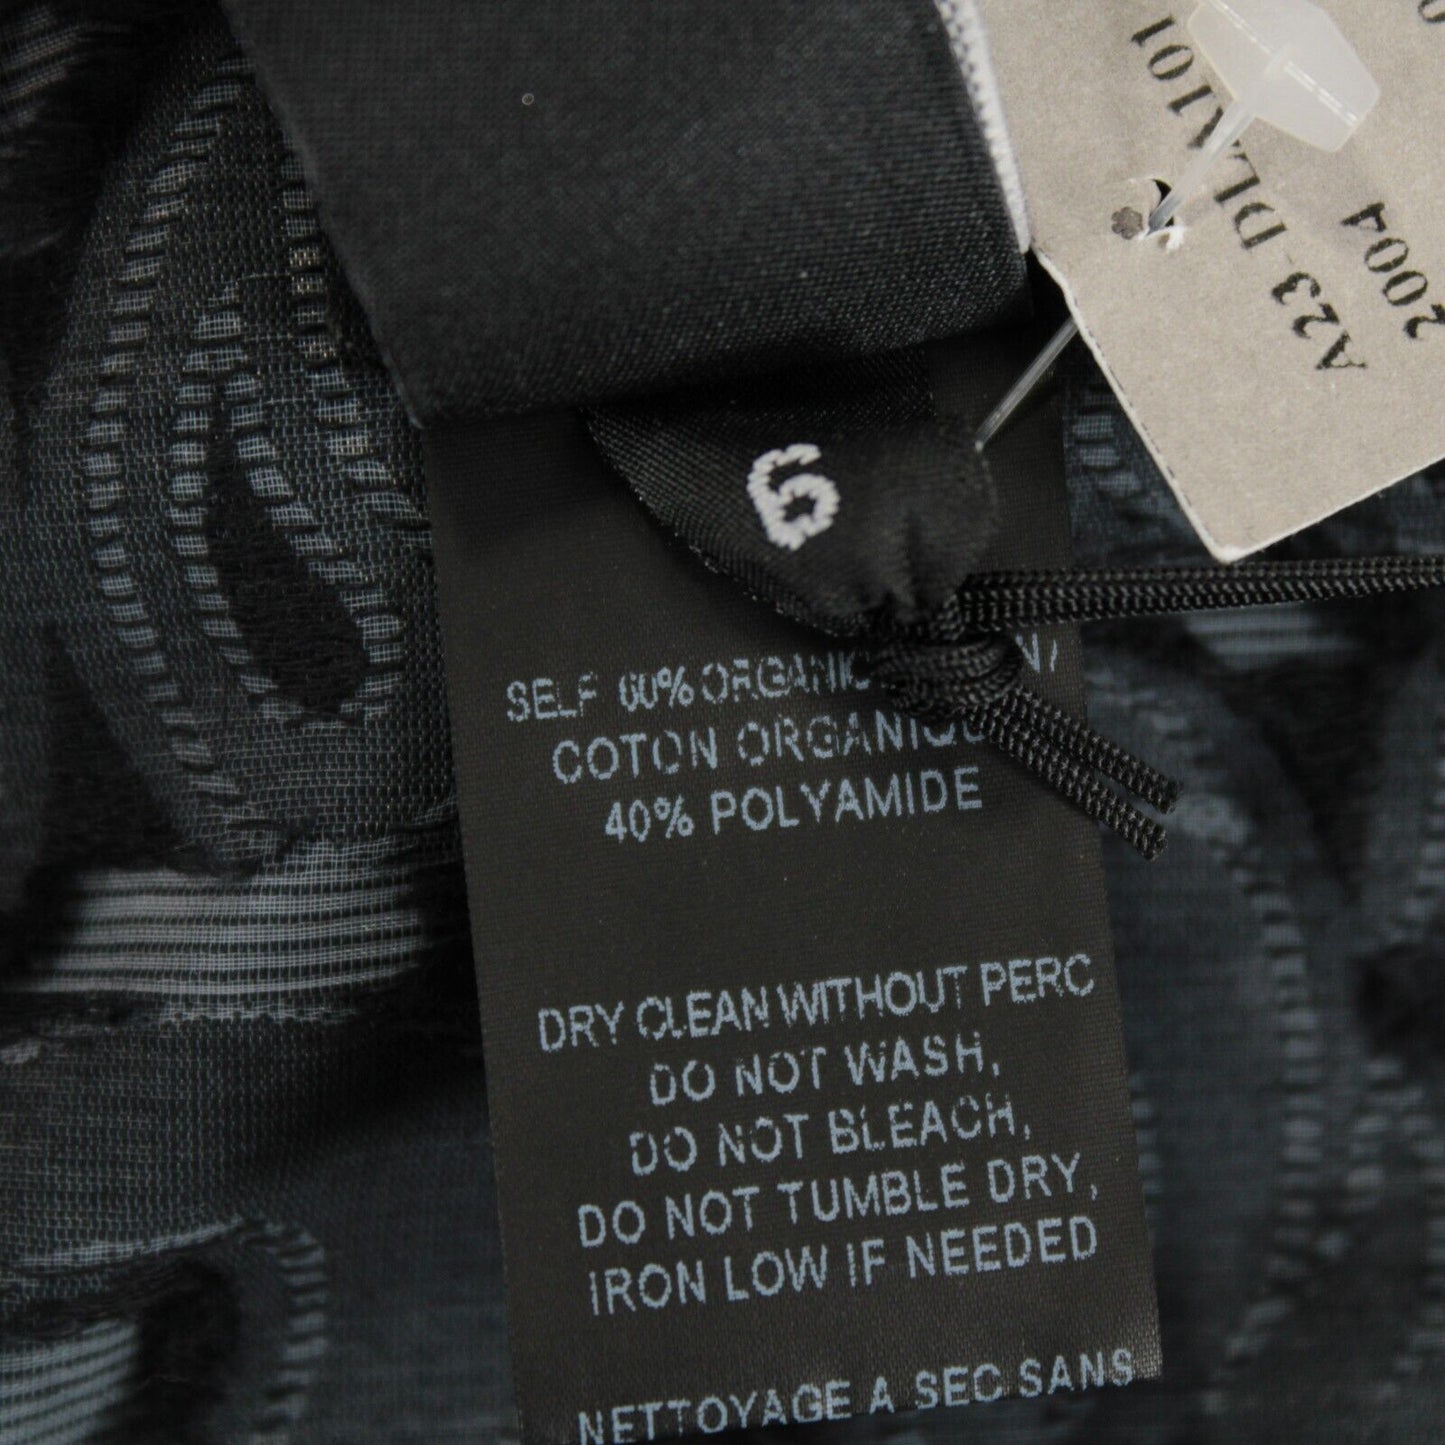 A23-DLA101
2004
6
SELF 60% ORGANIC
COTON ORGANIQUE
40% POLYAMIDE
DRY CLEAN WITHOUT PERC
DO NOT WASH,
DO NOT BLEACH,
DO NOT TUMBLE DRY,
IRON LOW IF NEEDED
NETTOYAGE A SEC SANS